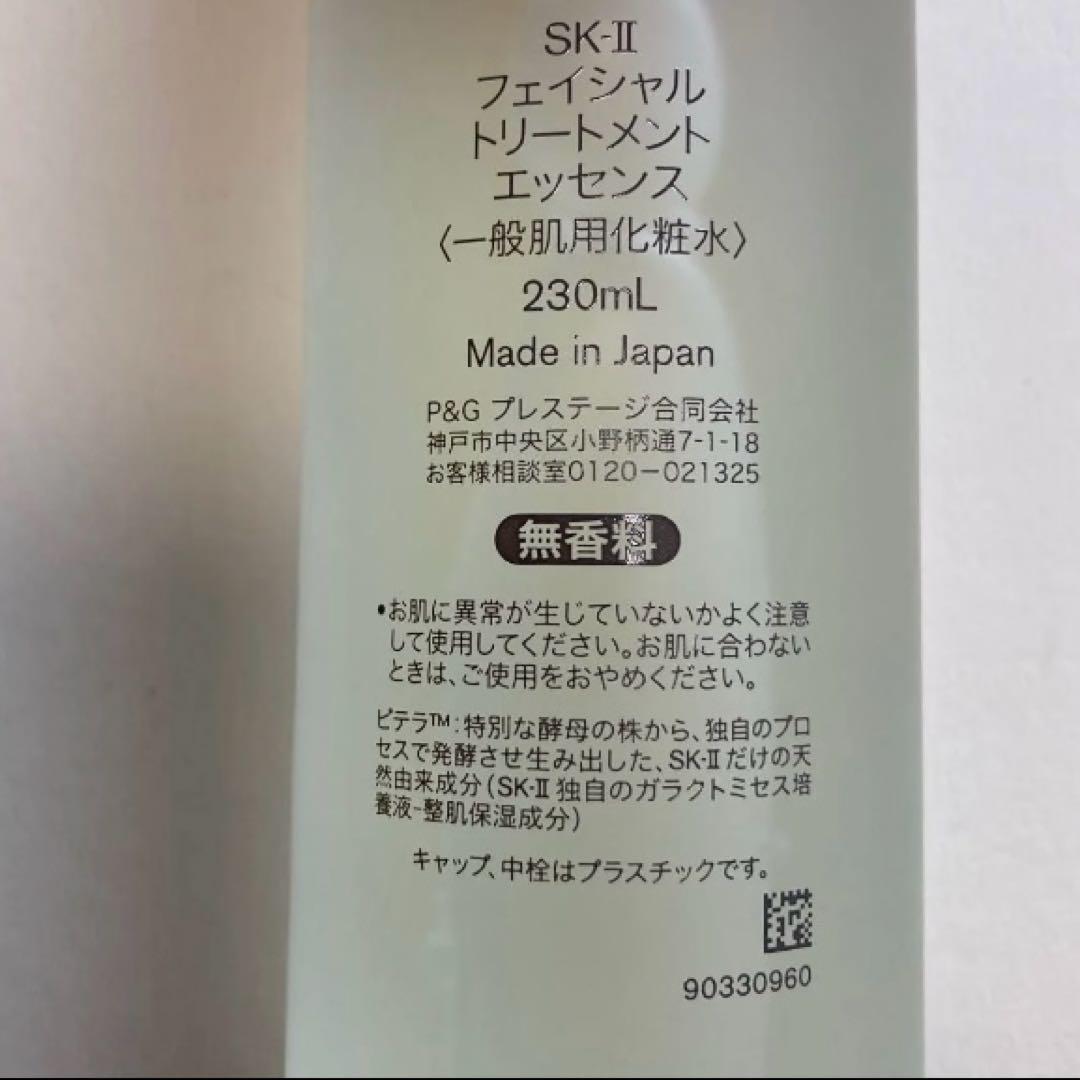 SK-Ⅱ
フェイシャル
トリートメント
エッセンス
〈一般肌用化粧水〉
230mL
Made in Japan
P&G プレステージ合同会社
神戸市中央区小野柄通7-1-18
お客様相談室0120-021325
無香料
•お肌に異常が生じていないかよく注意
して使用してください。お肌に合わない
ときは、ご使用をおやめください。
ピテラ™:特別な酵母の株から、独自のプロ
セスで発酵させ生み出した、SK-Ⅱだけの天
然由来成分(SK-Ⅱ独自のガラクトミセス培
養液-整肌保湿成分)
キャップ、中栓はプラスチックです。
90330960